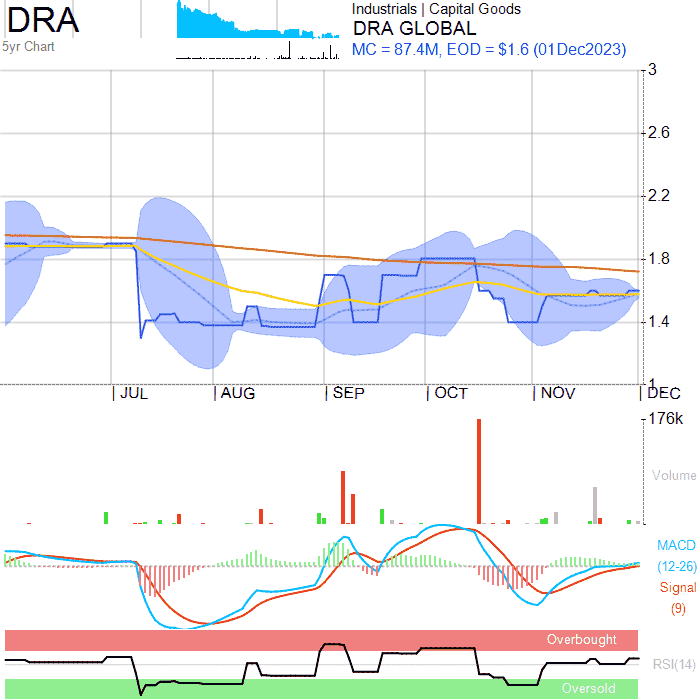 DRA
5yr Chart
Industrials | Capital Goods
DRA GLOBAL
MC = 87.4M, EOD = $1.6 (01Dec2023)
3
2.6
2.2
1.8
1.4
1
JUL
AUG
SEP
OCT
NOV
DEC
176k
Volume
MACD
(12-26)
Signal
(9)
Overbought
RSI(14)
Oversold